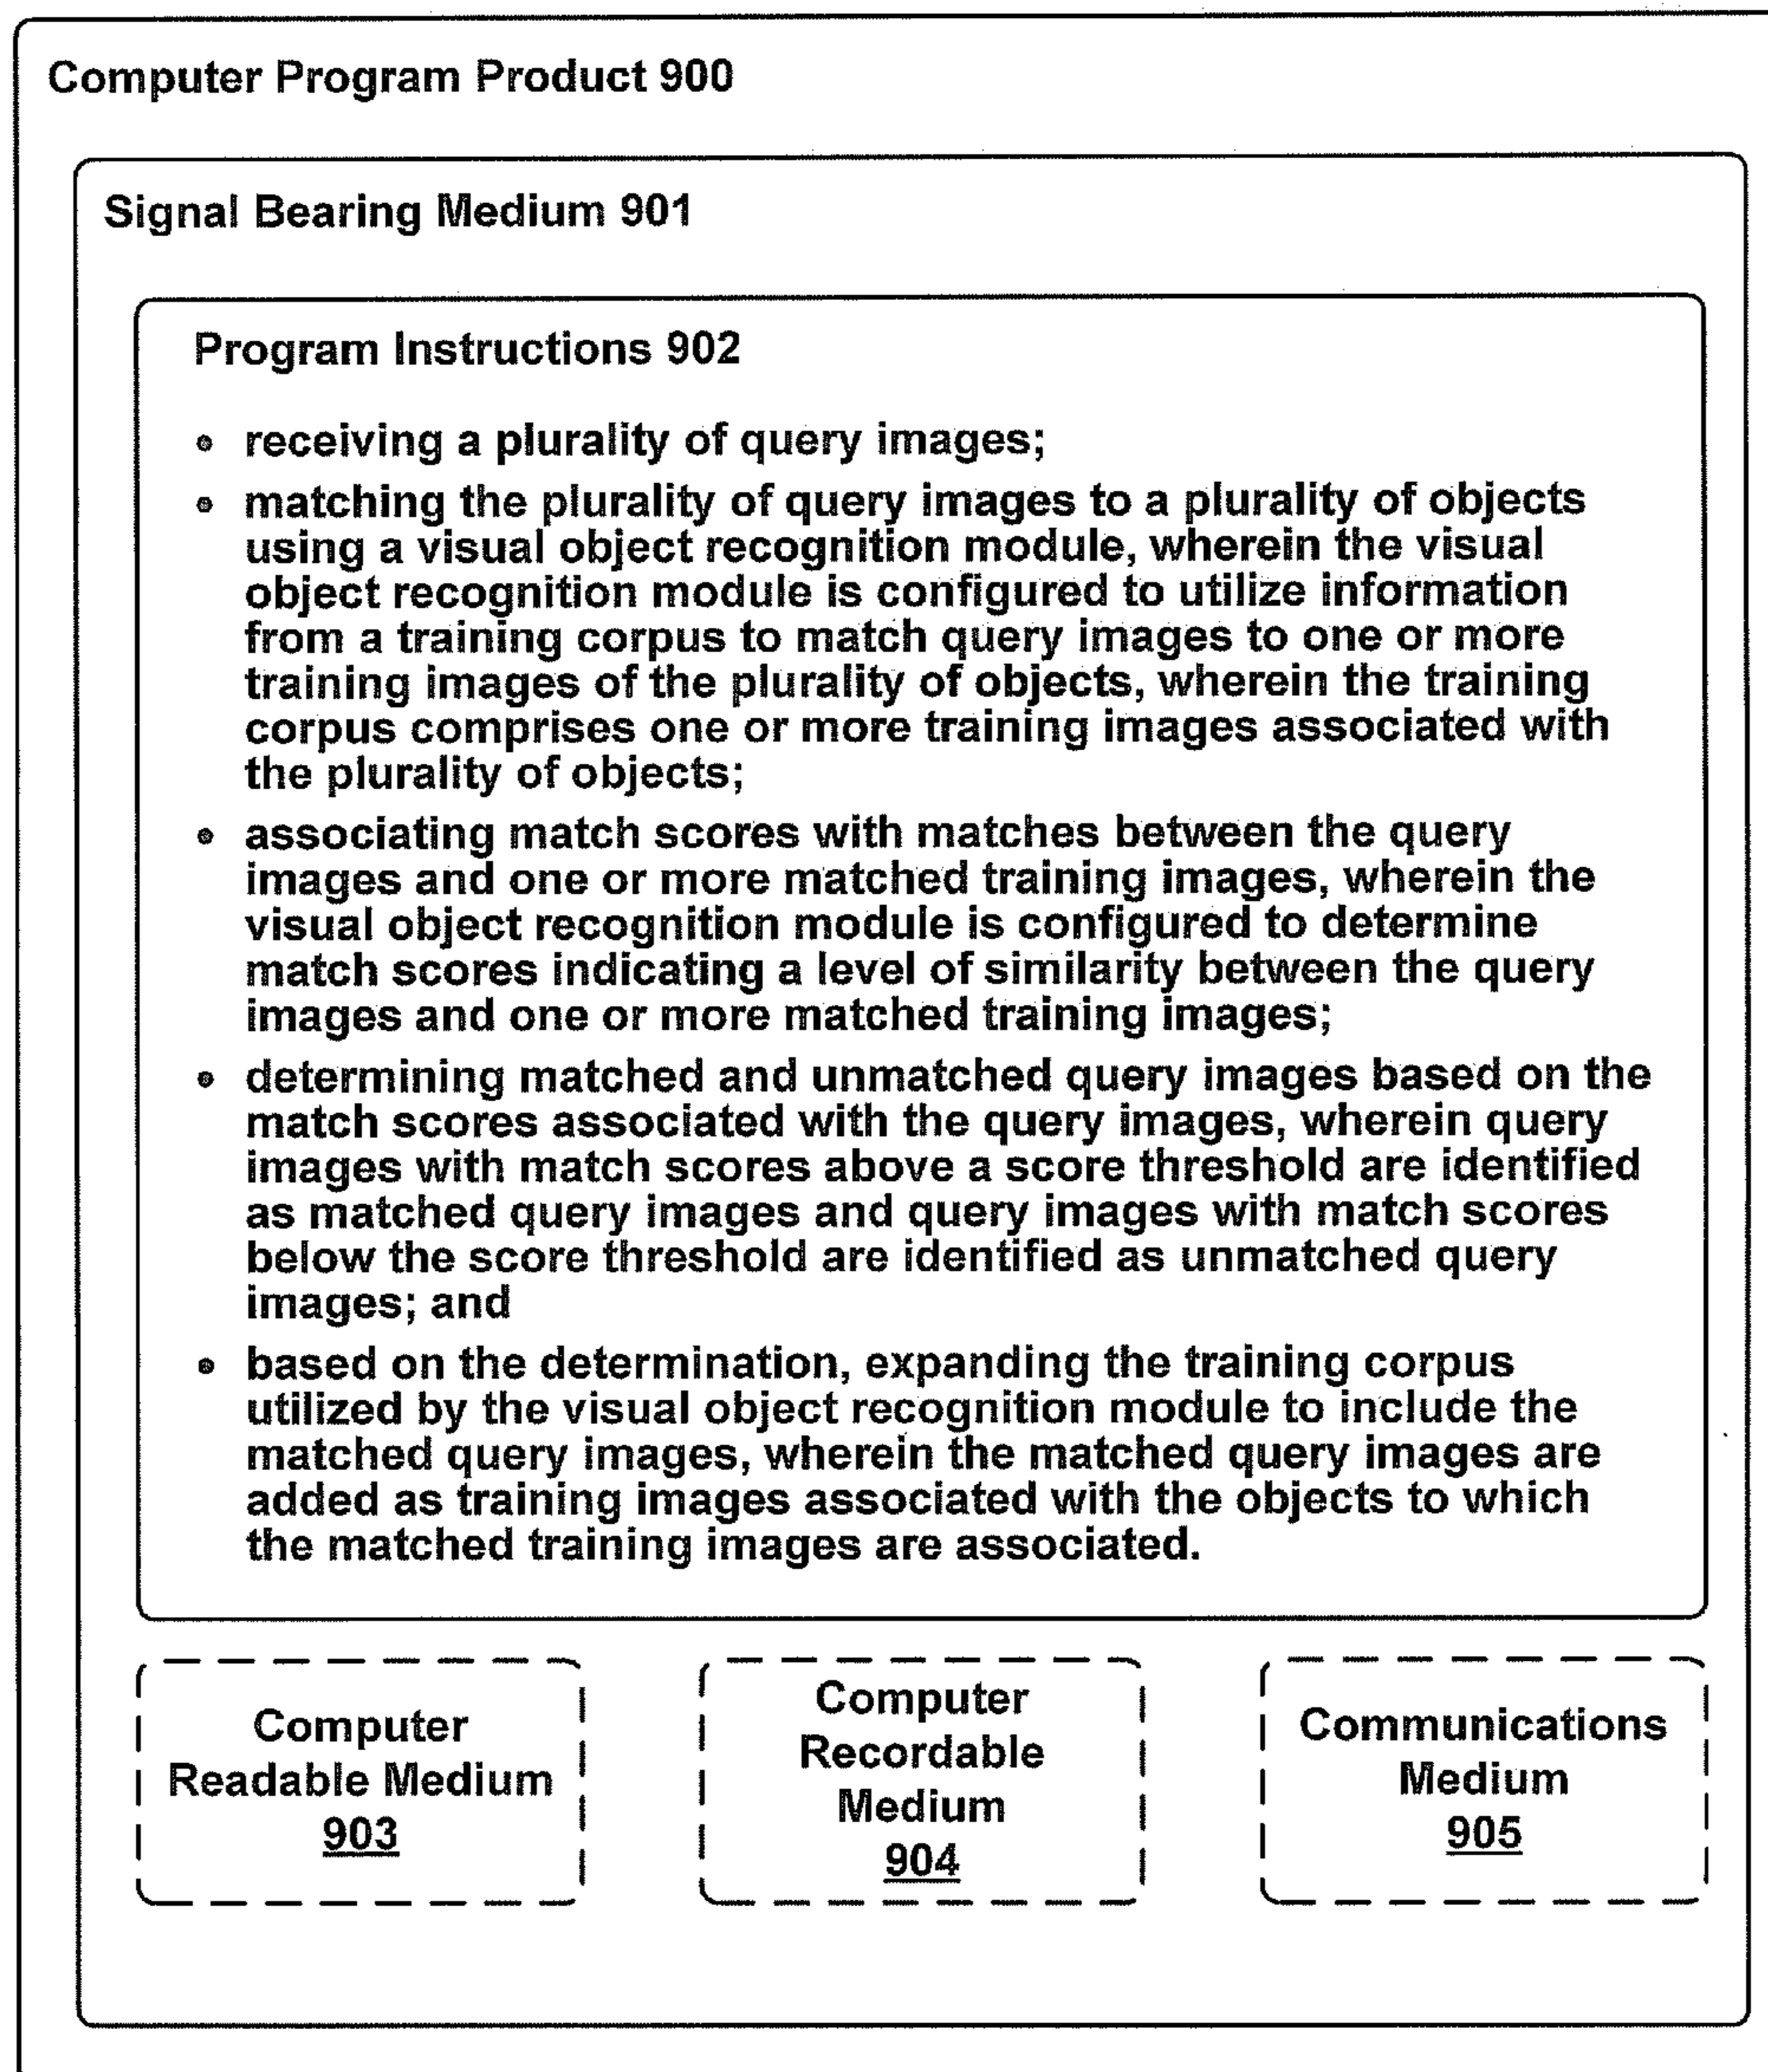 Computer Program Product 900
Signal Bearing Medium 901
Program Instructions 902
• receiving a plurality of query images;
• matching the plurality of query images to a plurality of objects
using a visual object recognition module, wherein the visual
object recognition module is configured to utilize information
from a training corpus to match query images to one or more
training images of the plurality of objects, wherein the training
corpus comprises one or more training images associated with
the plurality of objects;
• associating match scores with matches between the query
images and one or more matched training images, wherein the
visual object recognition module is configured to determine
match scores indicating a level of similarity between the query
images and one or more matched training images;
• determining matched and unmatched query images based on the
match scores associated with the query images, wherein query
images with match scores above a score threshold are identified
as matched query images and query images with match scores
below the score threshold are identified as unmatched query
images; and
• based on the determination, expanding the training corpus
utilized by the visual object recognition module to include the
matched query images, wherein the matched query images are
added as training images associated with the objects to which
the matched training images are associated.
Computer
Readable Medium
903
Computer
Recordable
Medium
904
Communications
Medium
905